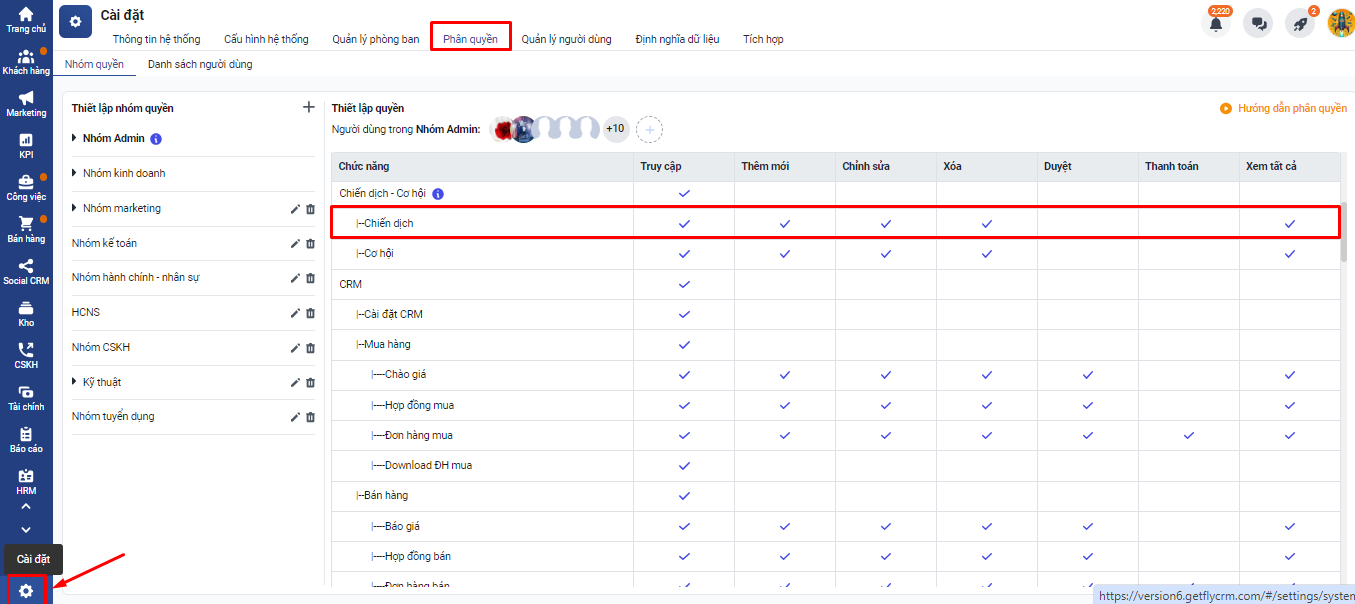 Trang chủ
Khách hàng
Marketing
KPI
Công việc
Bán hàng
Social CRM
Kho
CSKH
Tài chính
Báo cáo
HRM
Cài đặt
Cài đặt
2,220
2
Thông tin hệ thống
Cấu hình hệ thống
Quản lý phòng ban
Phân quyền
Quản lý người dùng
Định nghĩa dữ liệu
Tích hợp
Nhóm quyền
Danh sách người dùng
Thiết lập nhóm quyền
Nhóm Admin
Nhóm kinh doanh
Nhóm marketing
Nhóm kế toán
Nhóm hành chính - nhân sự
HCNS
Nhóm CSKH
Kỹ thuật
Nhóm tuyển dụng
Thiết lập quyền
Hướng dẫn phân quyền
Người dùng trong Nhóm Admin: +10
Chức năng Truy cập Thêm mới Chỉnh sửa Xóa Duyệt Thanh toán Xem tất cả
Chiến dịch - Cơ hội
|--Chiến dịch
|--Cơ hội
CRM
|--Cài đặt CRM
|--Mua hàng
|----Chào giá
|----Hợp đồng mua
|----Đơn hàng mua
|----Download ĐH mua
|--Bán hàng
|----Báo giá
|----Hợp đồng bán
|----Đơn hàng bán
https://version6.getflycrm.com/#/settings/system